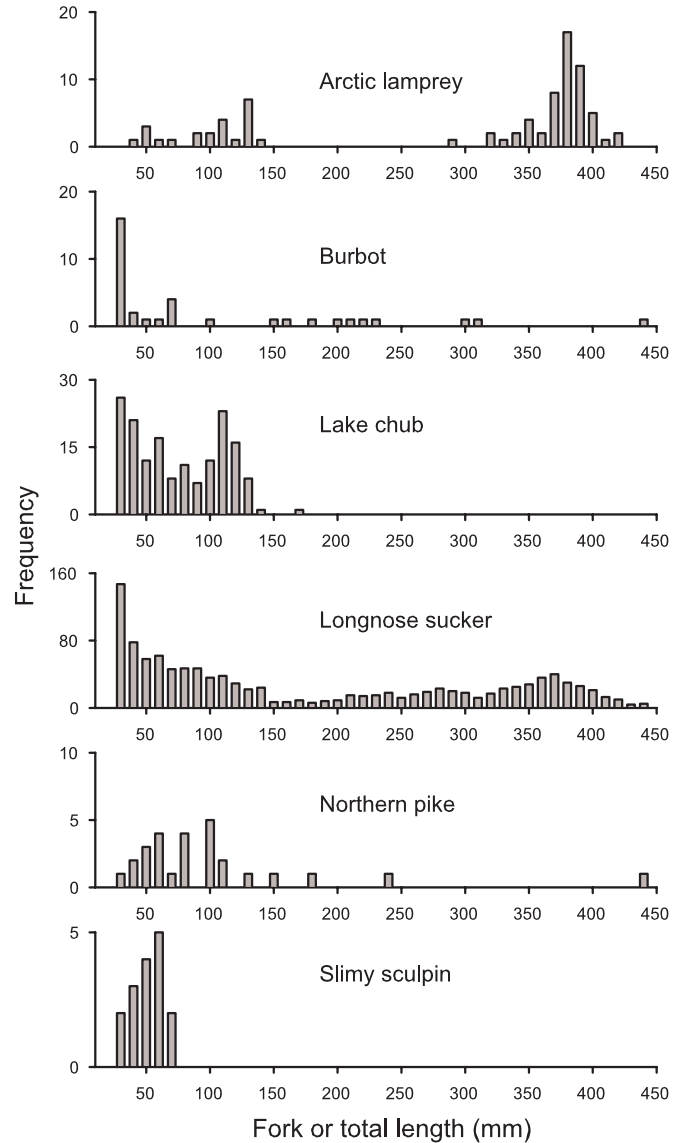 20
10
0
Arctic lamprey
50 100 150 200 250 300 350 400 450
20
10
0
Burbot
50 100 150 200 250 300 350 400 450
30
15
0
Lake chub
50 100 150 200 250 300 350 400 450
Frequency
160
80
0
Longnose sucker
50 100 150 200 250 300 350 400 450
10
5
0
Northern pike
50 100 150 200 250 300 350 400 450
5
0
Slimy sculpin
50 100 150 200 250 300 350 400 450
Fork or total length (mm)